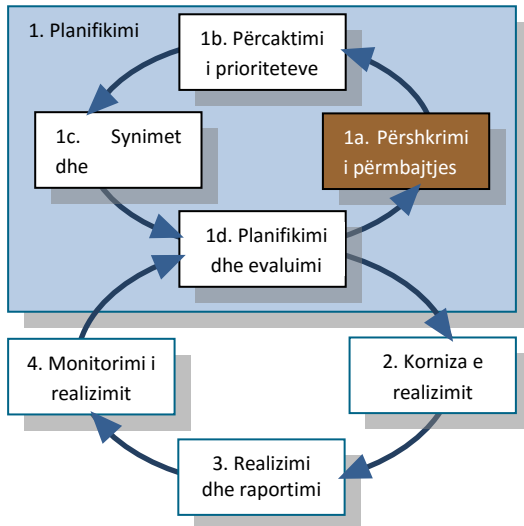 1. Planifikimi
1b. Përcaktimi
i prioriteteve
1c. Synimet
dhe
1a. Përshkrimi
i përmbajtjes
1d. Planifikimi
dhe evaluimi
4. Monitorimi i
realizimit
2. Korniza e
realizimit
3. Realizimi
dhe raportimi